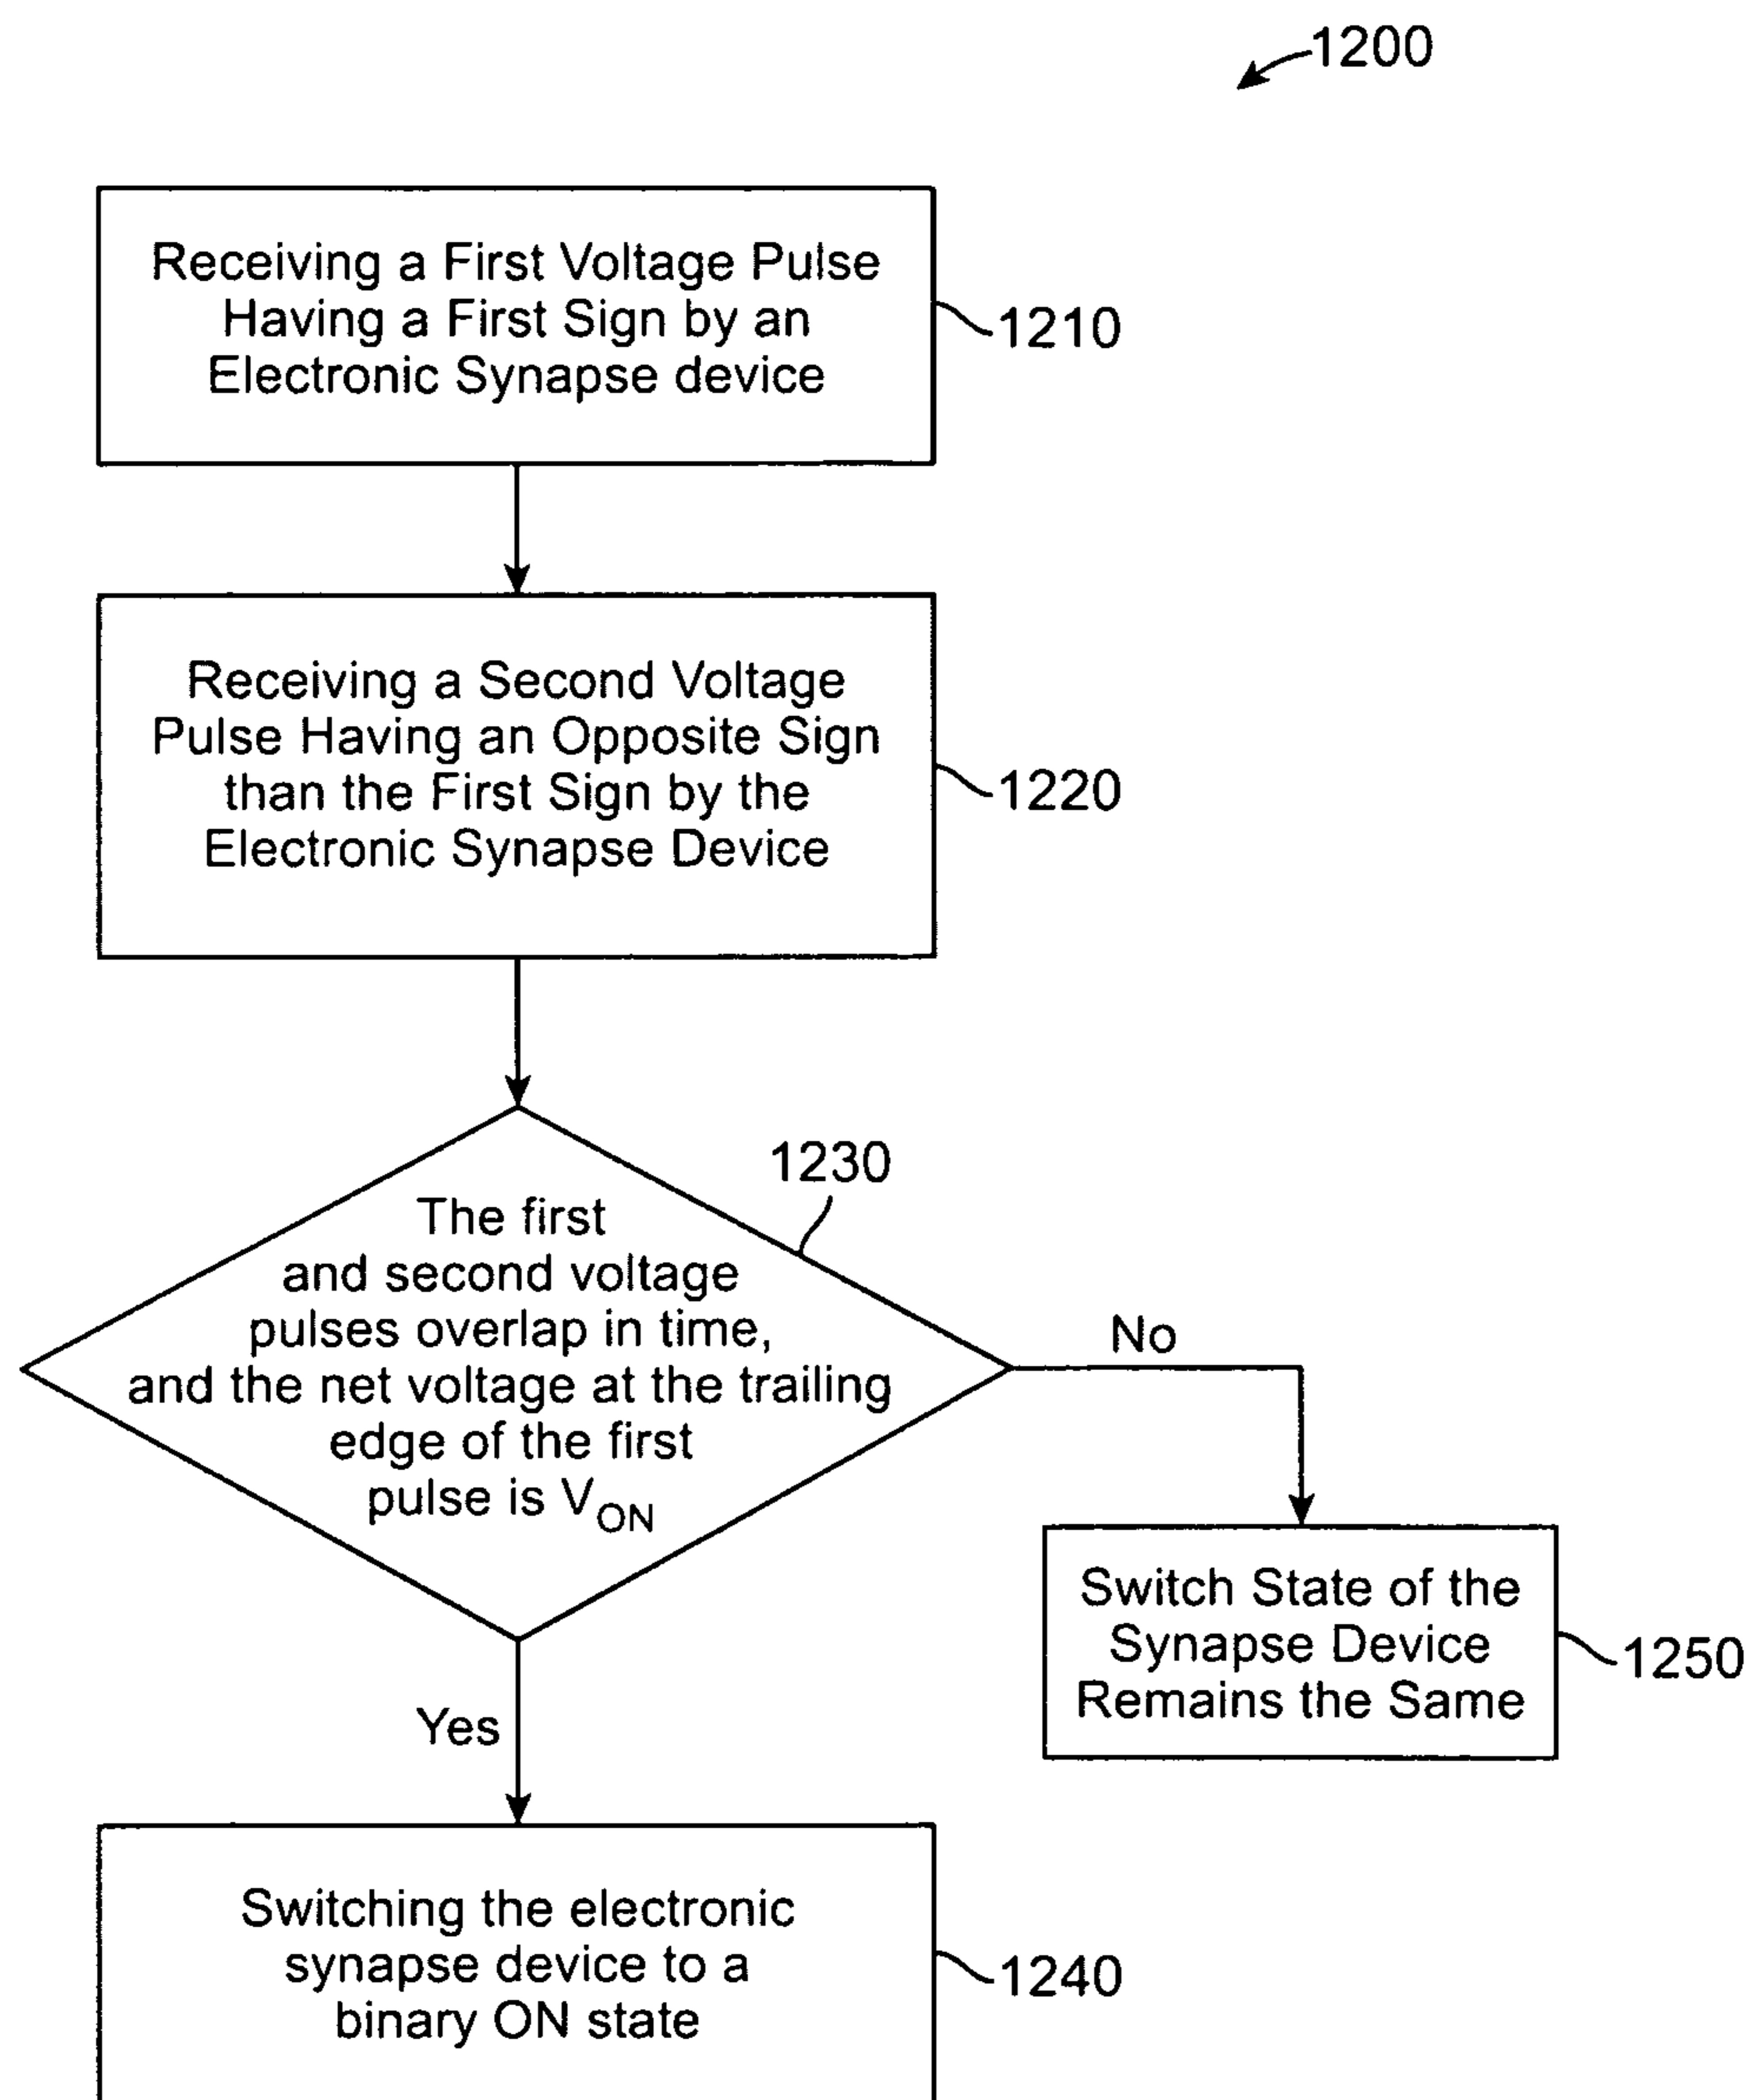 1200
Receiving a First Voltage Pulse
Having a First Sign by an
Electronic Synapse device
1210
Receiving a Second Voltage
Pulse Having an Opposite Sign
than the First Sign by the
Electronic Synapse Device
1220
1230
The first
and second voltage
pulses overlap in time,
and the net voltage at the trailing
edge of the first
pulse is VON
No
Switch State of the
Synapse Device
Remains the Same
1250
Yes
Switching the electronic
synapse device to a
binary ON state
1240